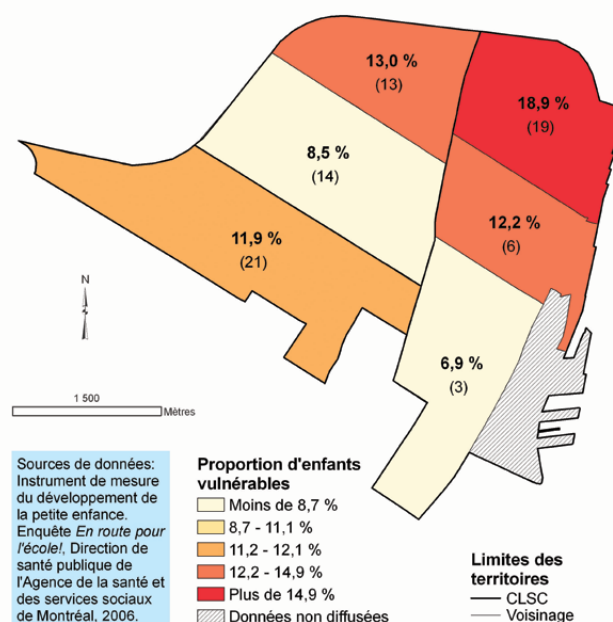 13,0 %
(13)
18,9 %
(19)
8,5 %
(14)
12,2 %
(6)
11,9 %
(21)
N
6,9 %
(3)
1 500
Mètres
Sources de données:
Instrument de mesure
du développement de
la petite enfance.
Enquête En route pour
l'école!, Direction de
santé publique de
l'Agence de la santé et
des services sociaux
de Montréal, 2006.
Proportion d'enfants
vulnérables
Moins de 8,7 %
8,7 - 11,1 %
11,2 - 12,1 %
12,2 - 14,9 %
Plus de 14,9 %
Données non diffusées
Limites des
territoires
CLSC
Voisinage